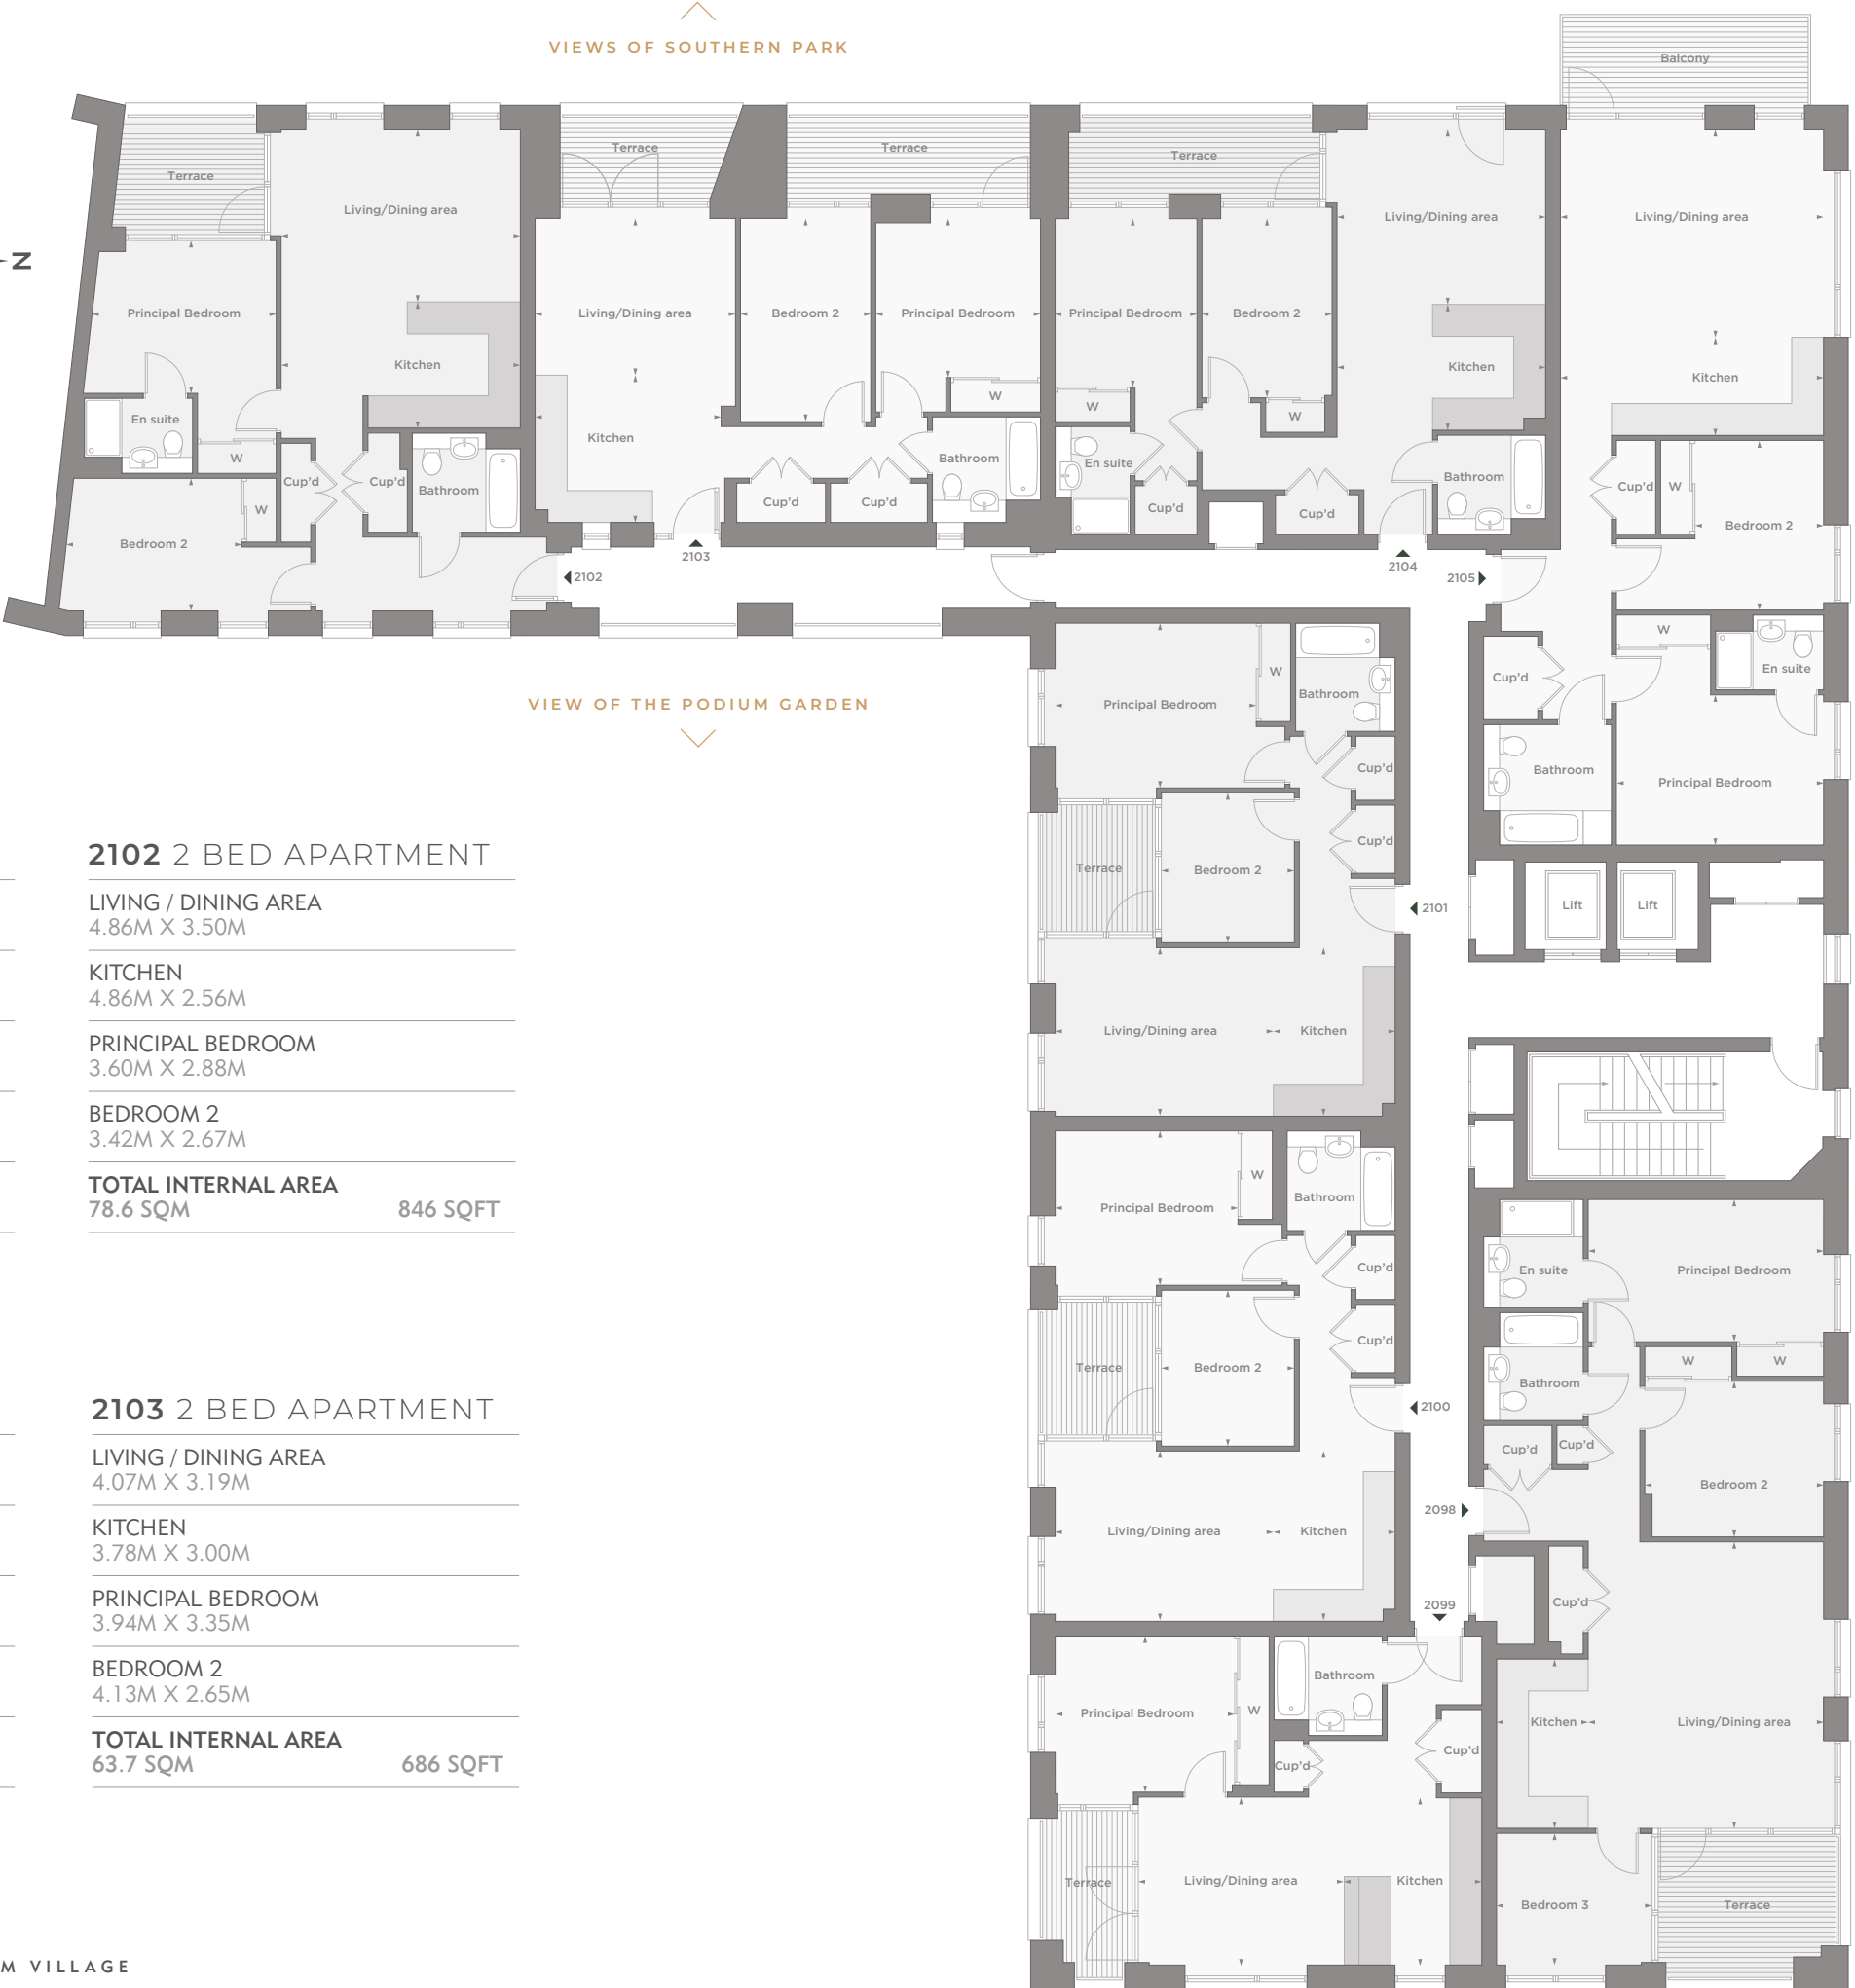 VIEWS OF SOUTHERN PARK
Balcony
Terrace
Terrace
Terrace
Terrace
Living/Dining area
Living/Dining area
Living/Dining area
N
Principal Bedroom
Living/Dining area
Bedroom 2
Principal Bedroom
Principal Bedroom
Bedroom 2
Kitchen
Kitchen
Kitchen
W
W
W
En suite
Kitchen
W
Bathroom
En suite
Bathroom
Cup'd
Cup'd
Bathroom
W
Cup'd
Cup'd
Cup'd
Cup'd
Cup'd
W
Bedroom 2
Bedroom 2
2103
2104
2102
2105
W
En suite
Cup'd
Principal Bedroom
W
Bathroom
VIEW OF THE PODIUM GARDEN
Cup'd
Bathroom
Principal Bedroom
Cup'd
Terrace
Bedroom 2
2101
Lift
Lift
2102 2 BED APARTMENT
LIVING / DINING AREA
4.86M X 3.50M
KITCHEN
4.86M X 2.56M
PRINCIPAL BEDROOM
3.60M X 2.88M
BEDROOM 2
3.42M X 2.67M
TOTAL INTERNAL AREA
78.6 SQM 846 SQFT
Living/Dining area
Kitchen
Principal Bedroom
W
Bathroom
Cup'd
Cup'd
Terrace
Bedroom 2
2100
En suite
Principal Bedroom
W
W
Bathroom
Cup'd
Cup'd
Bedroom 2
2098
Living/Dining area
Kitchen
2099
Cup'd
2103 2 BED APARTMENT
LIVING / DINING AREA
4.07M X 3.19M
KITCHEN
3.78M X 3.00M
PRINCIPAL BEDROOM
3.94M X 3.35M
BEDROOM 2
4.13M X 2.65M
TOTAL INTERNAL AREA
63.7 SQM 686 SQFT
Bathroom
Principal Bedroom
W
Cup'd
Cup'd
Kitchen
Living/Dining area
Terrace
Living/Dining area
Kitchen
Bedroom 3
Terrace
M VILLAGE